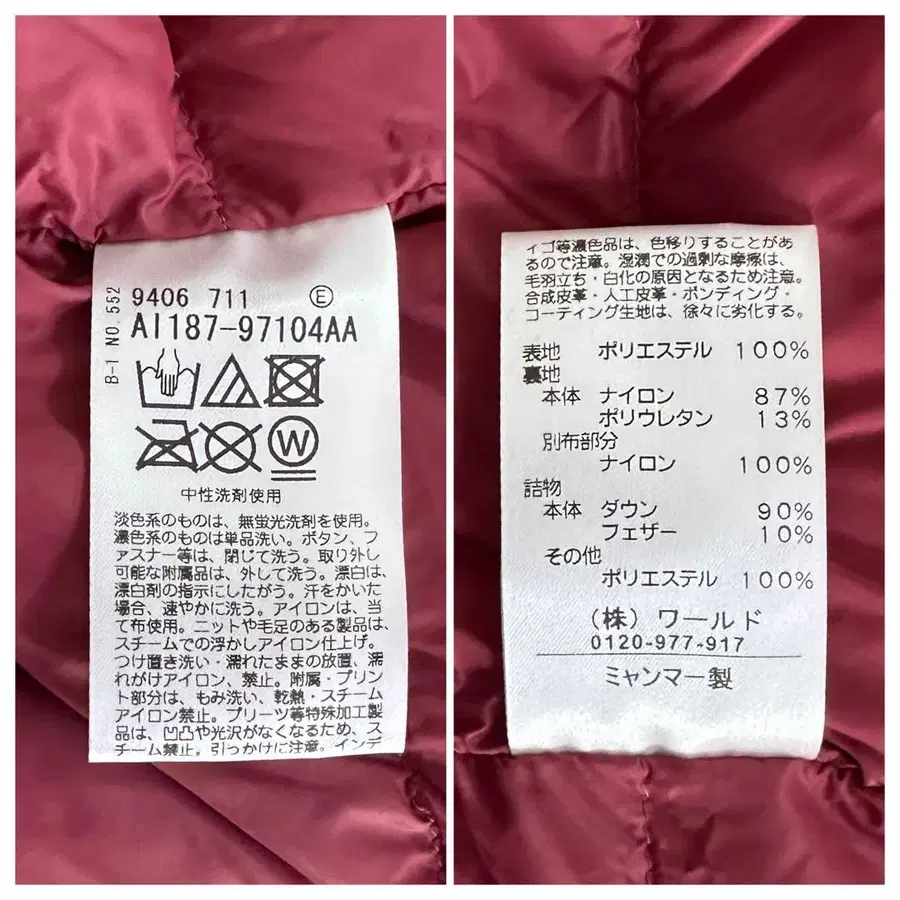 B-I NO. 552
9406 711 Ⓔ
AI187-97104AA
W
中性洗剤使用
淡色系のものは、無蛍光洗剤を使用。
濃色系のものは単品洗い。ボタン、フ
ァスナー等は、閉じて洗う。取り外し
可能な附属品は、外して洗う。漂白は、
漂白剤の指示にしたがう。汗をかいた
場合、速やかに洗う。アイロンは、当
て布使用。ニットや毛足のある製品は、
スチームでの浮かしアイロン仕上げ。
つけ置き洗い・濡れたままの放置、濡
れがけアイロン、禁止。附属・プリン
ト部分は、もみ洗い、乾熱・スチーム
アイロン禁止。プリーツ等特殊加工製
品は、凹凸や光沢がなくなるため、ス
チーム禁止。引っかけに注意。インデ
ィゴ等濃色品は、色移りすることがあ
るので注意。湿潤での過剰な摩擦は、
毛羽立ち・白化の原因となるため注意。
合成皮革・人工皮革・ボンディング・
コーティング生地は、徐々に劣化する。
表地 ポリエステル 100%
裏地
本体 ナイロン 87%
ポリウレタン 13%
別布部分
ナイロン 100%
詰物
本体 ダウン 90%
フェザー 10%
その他
ポリエステル 100%
(株) ワールド
0120-977-917
ミャンマー製